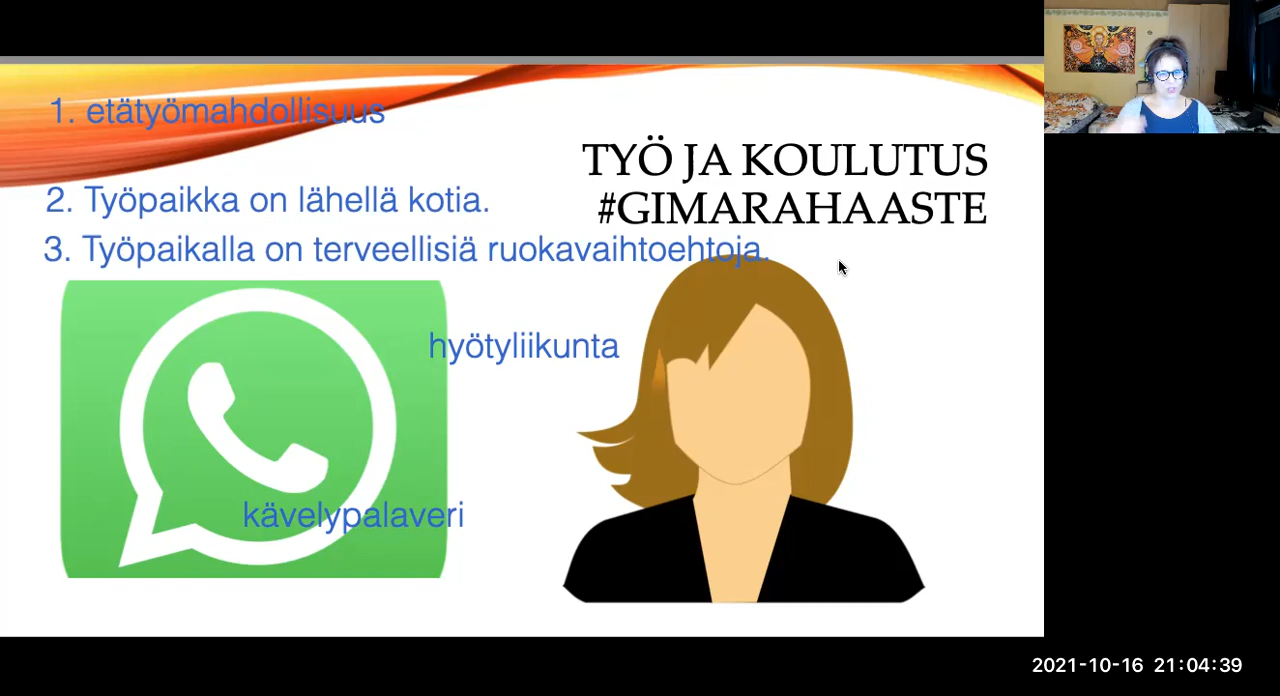 1. etätyömahdollisuus
TYÖ JA KOULUTUS
#GIMARAHAASTE
2. Työpaikka on lähellä kotia.
3. Työpaikalla on terveellisiä ruokavaihtoehtoja.
hyötyliikunta
kävelypalaveri
2021-10-16 21:04:39